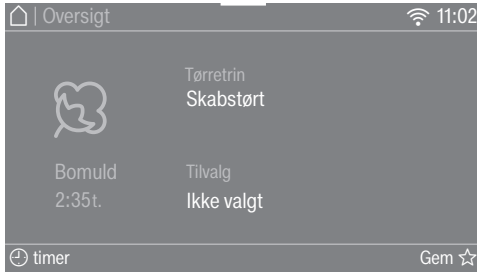 Oversigt 11:02
Tørretrin
Skabstørt
Bomuld
2:35t.
Tilvalg
Ikke valgt
timer Gem